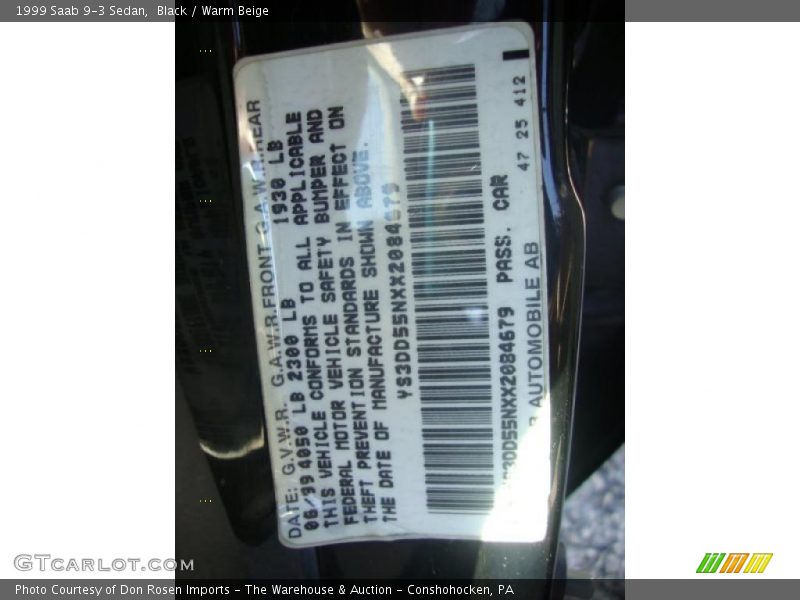 1999 Saab 9-3 Sedan,  Black / Warm Beige
DATE: G.V.W.R. G.A.W.R.FRONT G.A.W.R.REAR
06/99 4050 LB 2300 LB 1930 LB
THIS VEHICLE CONFORMS TO ALL APPLICABLE
FEDERAL MOTOR VEHICLE SAFETY BUMPER AND
THEFT PREVENTION STANDARDS IN EFFECT ON
THE DATE OF MANUFACTURE SHOWN ABOVE.
YS3DD55NXX2084679
YS3DD55NXX2084679 PASS. CAR
AUTOMOBILE AB
47 25 412
GTCarlot.com
Photo Courtesy of Don Rosen Imports - The Warehouse & Auction - Conshohocken, PA